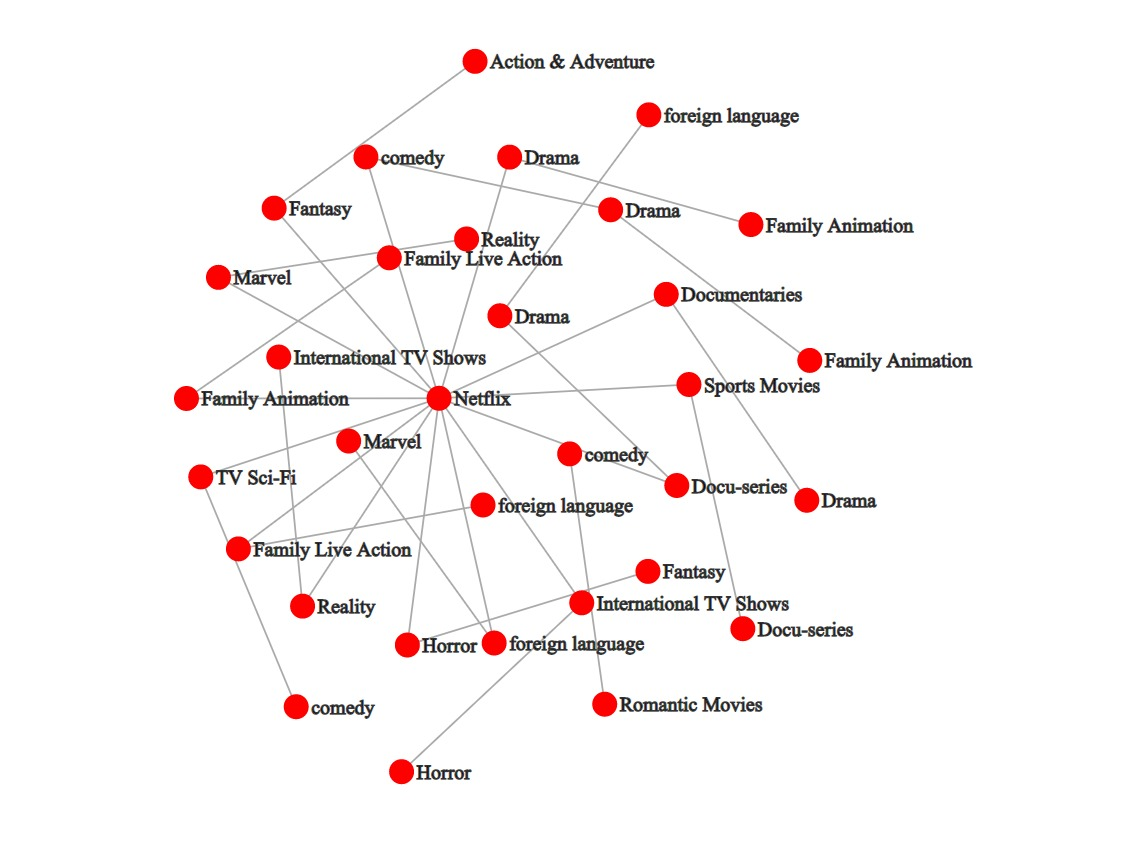 Action & Adventure
foreign language
comedy
Drama
Fantasy
Drama
Family Animation
Reality
Family Live Action
Marvel
Documentaries
Drama
International TV Shows
Family Animation
Sports Movies
Family Animation
Netflix
Marvel
comedy
TV Sci-Fi
Docu-series
Drama
foreign language
Family Live Action
Fantasy
International TV Shows
Reality
Docu-series
Horror
foreign language
Romantic Movies
comedy
Horror